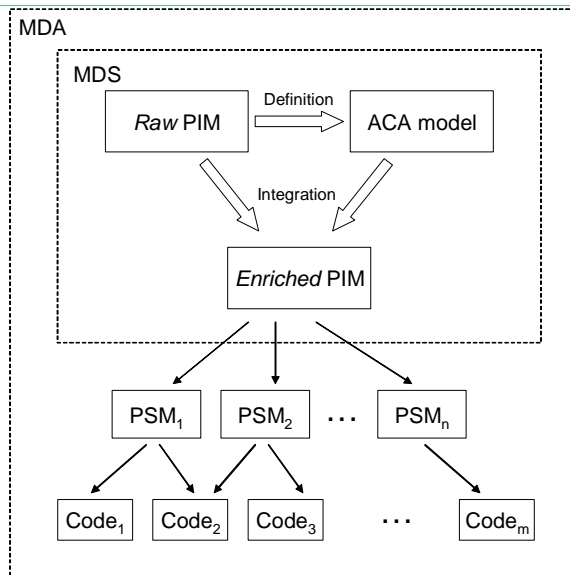 MDA
MDS
Definition
Raw PIM
ACA model
Integration
Enriched PIM
PSM₁
PSM₂
...
PSMₙ
Code₁
Code₂
Code₃
...
Codeₘ